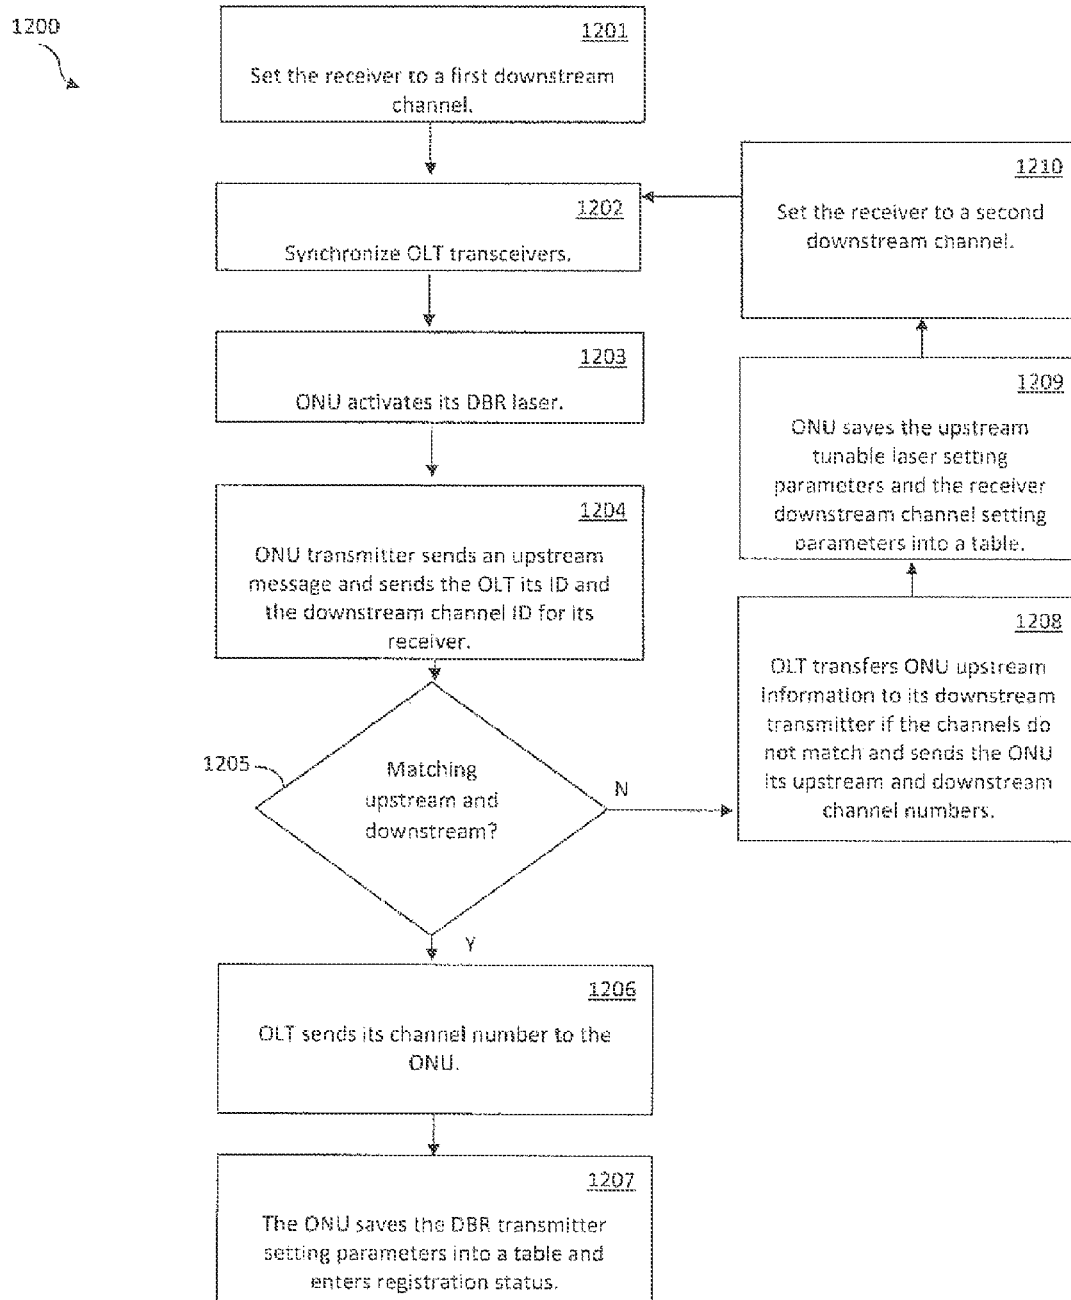 1200
1201
Set the receiver to a first downstream
channel.
1202
Synchronize OLT transceivers.
1203
ONU activates its DBR laser.
1204
ONU transmitter sends an upstream
message and sends the OLT its ID and
the downstream channel ID for its
receiver.
1205
Matching
upstream and
downstream?
N
Y
1206
OLT sends its channel number to the
ONU.
1207
The ONU saves the DBR transmitter
setting parameters into a table and
enters registration status.
1208
OLT transfers ONU upstream
information to its downstream
transmitter if the channels do
not match and sends the ONU
its upstream and downstream
channel numbers.
1209
ONU saves the upstream
tunable laser setting
parameters and the receiver
downstream channel setting
parameters into a table.
1210
Set the receiver to a second
downstream channel.